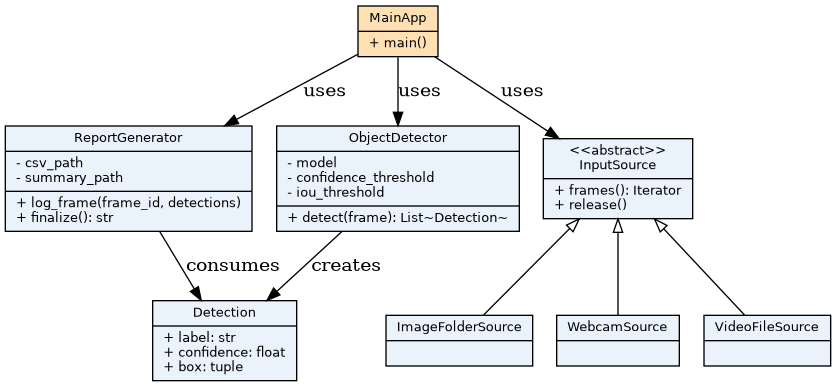 MainApp
+ main()
uses
uses
uses
ReportGenerator
- csv_path
- summary_path
+ log_frame(frame_id, detections)
+ finalize(): str
ObjectDetector
- model
- confidence_threshold
- iou_threshold
+ detect(frame): List~Detection~
<<abstract>>
InputSource
+ frames(): Iterator
+ release()
consumes
creates
Detection
+ label: str
+ confidence: float
+ box: tuple
ImageFolderSource
WebcamSource
VideoFileSource